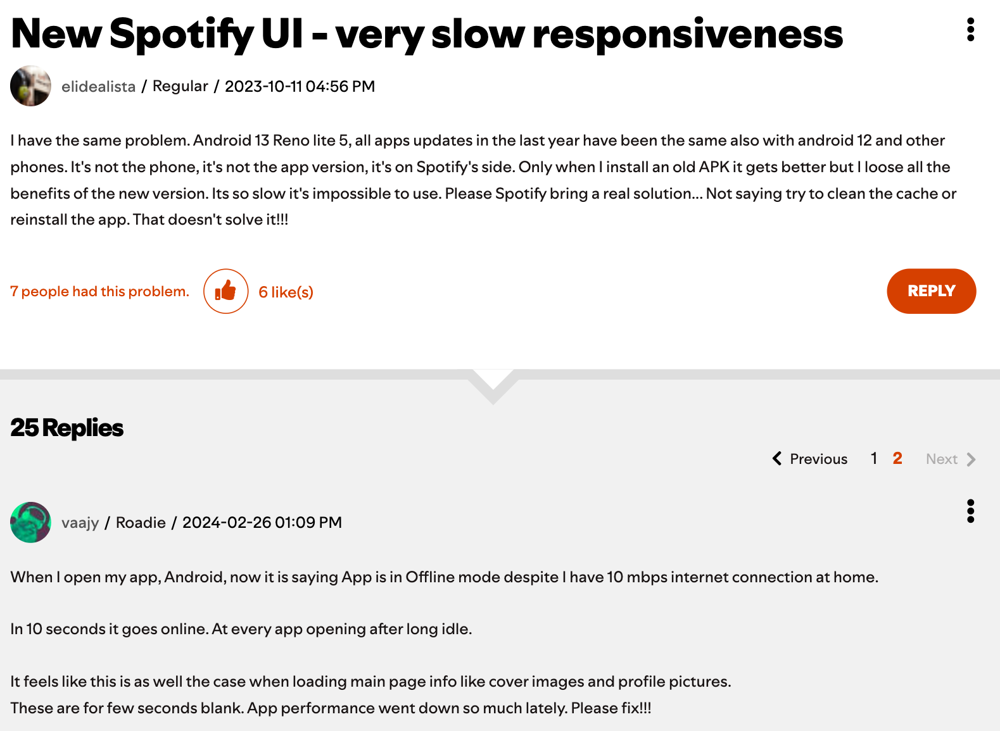 New Spotify UI - very slow responsiveness
elidealista / Regular / 2023-10-11 04:56 PM
I have the same problem. Android 13 Reno lite 5, all apps updates in the last year have been the same also with android 12 and other
phones. It's not the phone, it's not the app version, it's on Spotify's side. Only when I install an old APK it gets better but I loose all the
benefits of the new version. Its so slow it's impossible to use. Please Spotify bring a real solution... Not saying try to clean the cache or
reinstall the app. That doesn't solve it!!!
7 people had this problem. 6 like(s) REPLY
25 Replies
Previous 1 2 Next
vaajy / Roadie / 2024-02-26 01:09 PM
When I open my app, Android, now it is saying App is in Offline mode despite I have 10 mbps internet connection at home.
In 10 seconds it goes online. At every app opening after long idle.
It feels like this is as well the case when loading main page info like cover images and profile pictures.
These are for few seconds blank. App performance went down so much lately. Please fix!!!